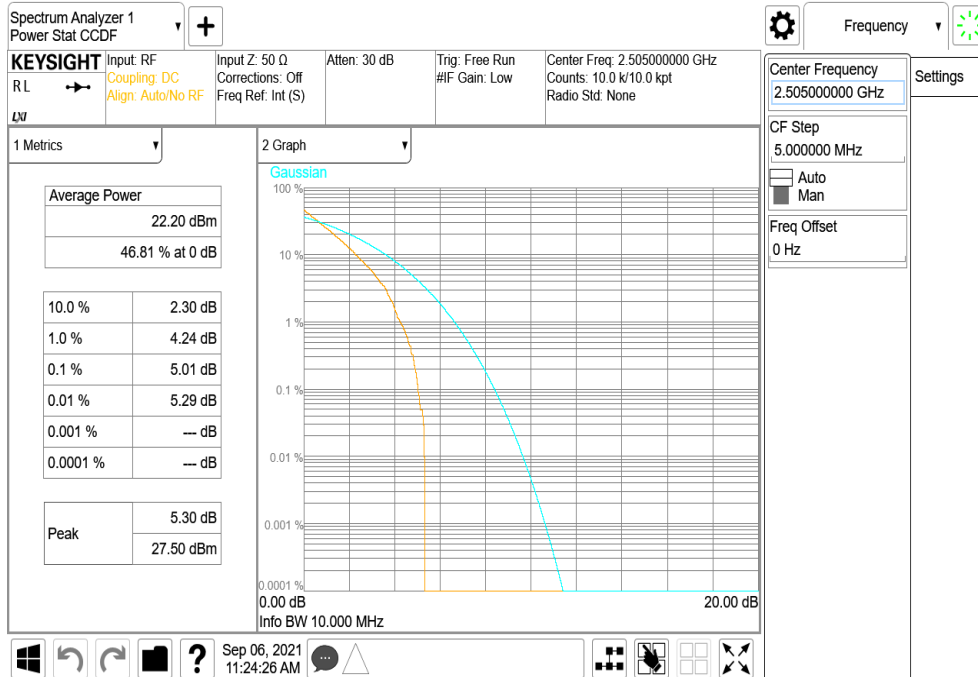 Spectrum Analyzer 1
Power Stat CCDF
+
Frequency
KEYSIGHT
RL
LXI
Input: RF
Coupling: DC
Align: Auto/No RF
Input Z: 50 Ω
Corrections: Off
Freq Ref: Int (S)
Atten: 30 dB
Trig: Free Run
#IF Gain: Low
Center Freq: 2.505000000 GHz
Counts: 10.0 k/10.0 kpt
Radio Std: None
Center Frequency
2.505000000 GHz
Settings
CF Step
5.000000 MHz
Auto
Man
Freq Offset
0 Hz
1 Metrics
Average Power
22.20 dBm
46.81 % at 0 dB
10.0 % 2.30 dB
1.0 % 4.24 dB
0.1 % 5.01 dB
0.01 % 5.29 dB
0.001 % --- dB
0.0001 % --- dB
Peak 5.30 dB
27.50 dBm
2 Graph
Gaussian
100 %
10 %
1 %
0.1 %
0.01 %
0.001 %
0.0001 %
0.00 dB 20.00 dB
Info BW 10.000 MHz
?
Sep 06, 2021
11:24:26 AM